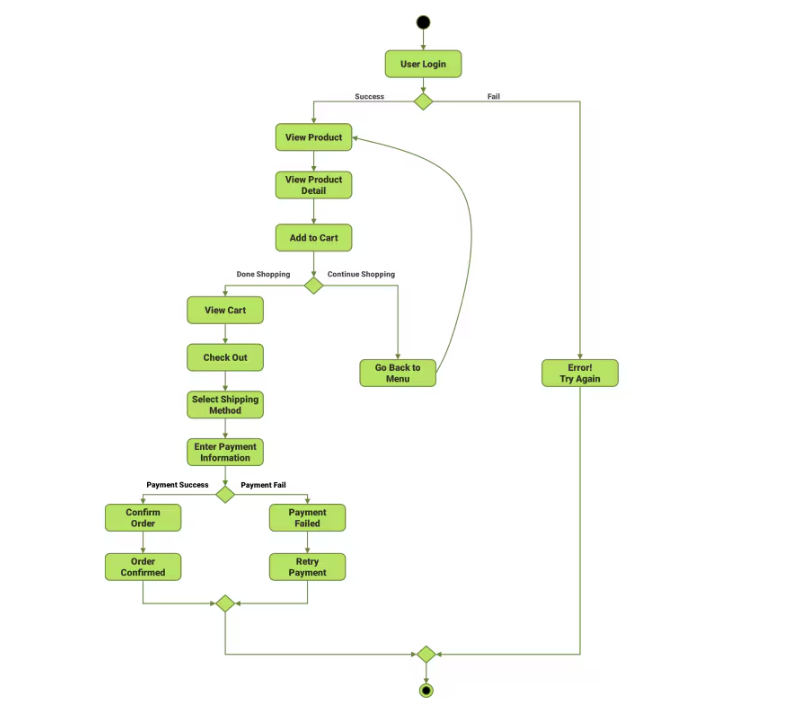 User Login
Success
Fail
View Product
View Product
Detail
Add to Cart
Done Shopping
Continue Shopping
View Cart
Check Out
Go Back to
Menu
Error!
Try Again
Select Shipping
Method
Enter Payment
Information
Payment Success
Payment Fail
Confirm
Order
Payment
Failed
Order
Confirmed
Retry
Payment